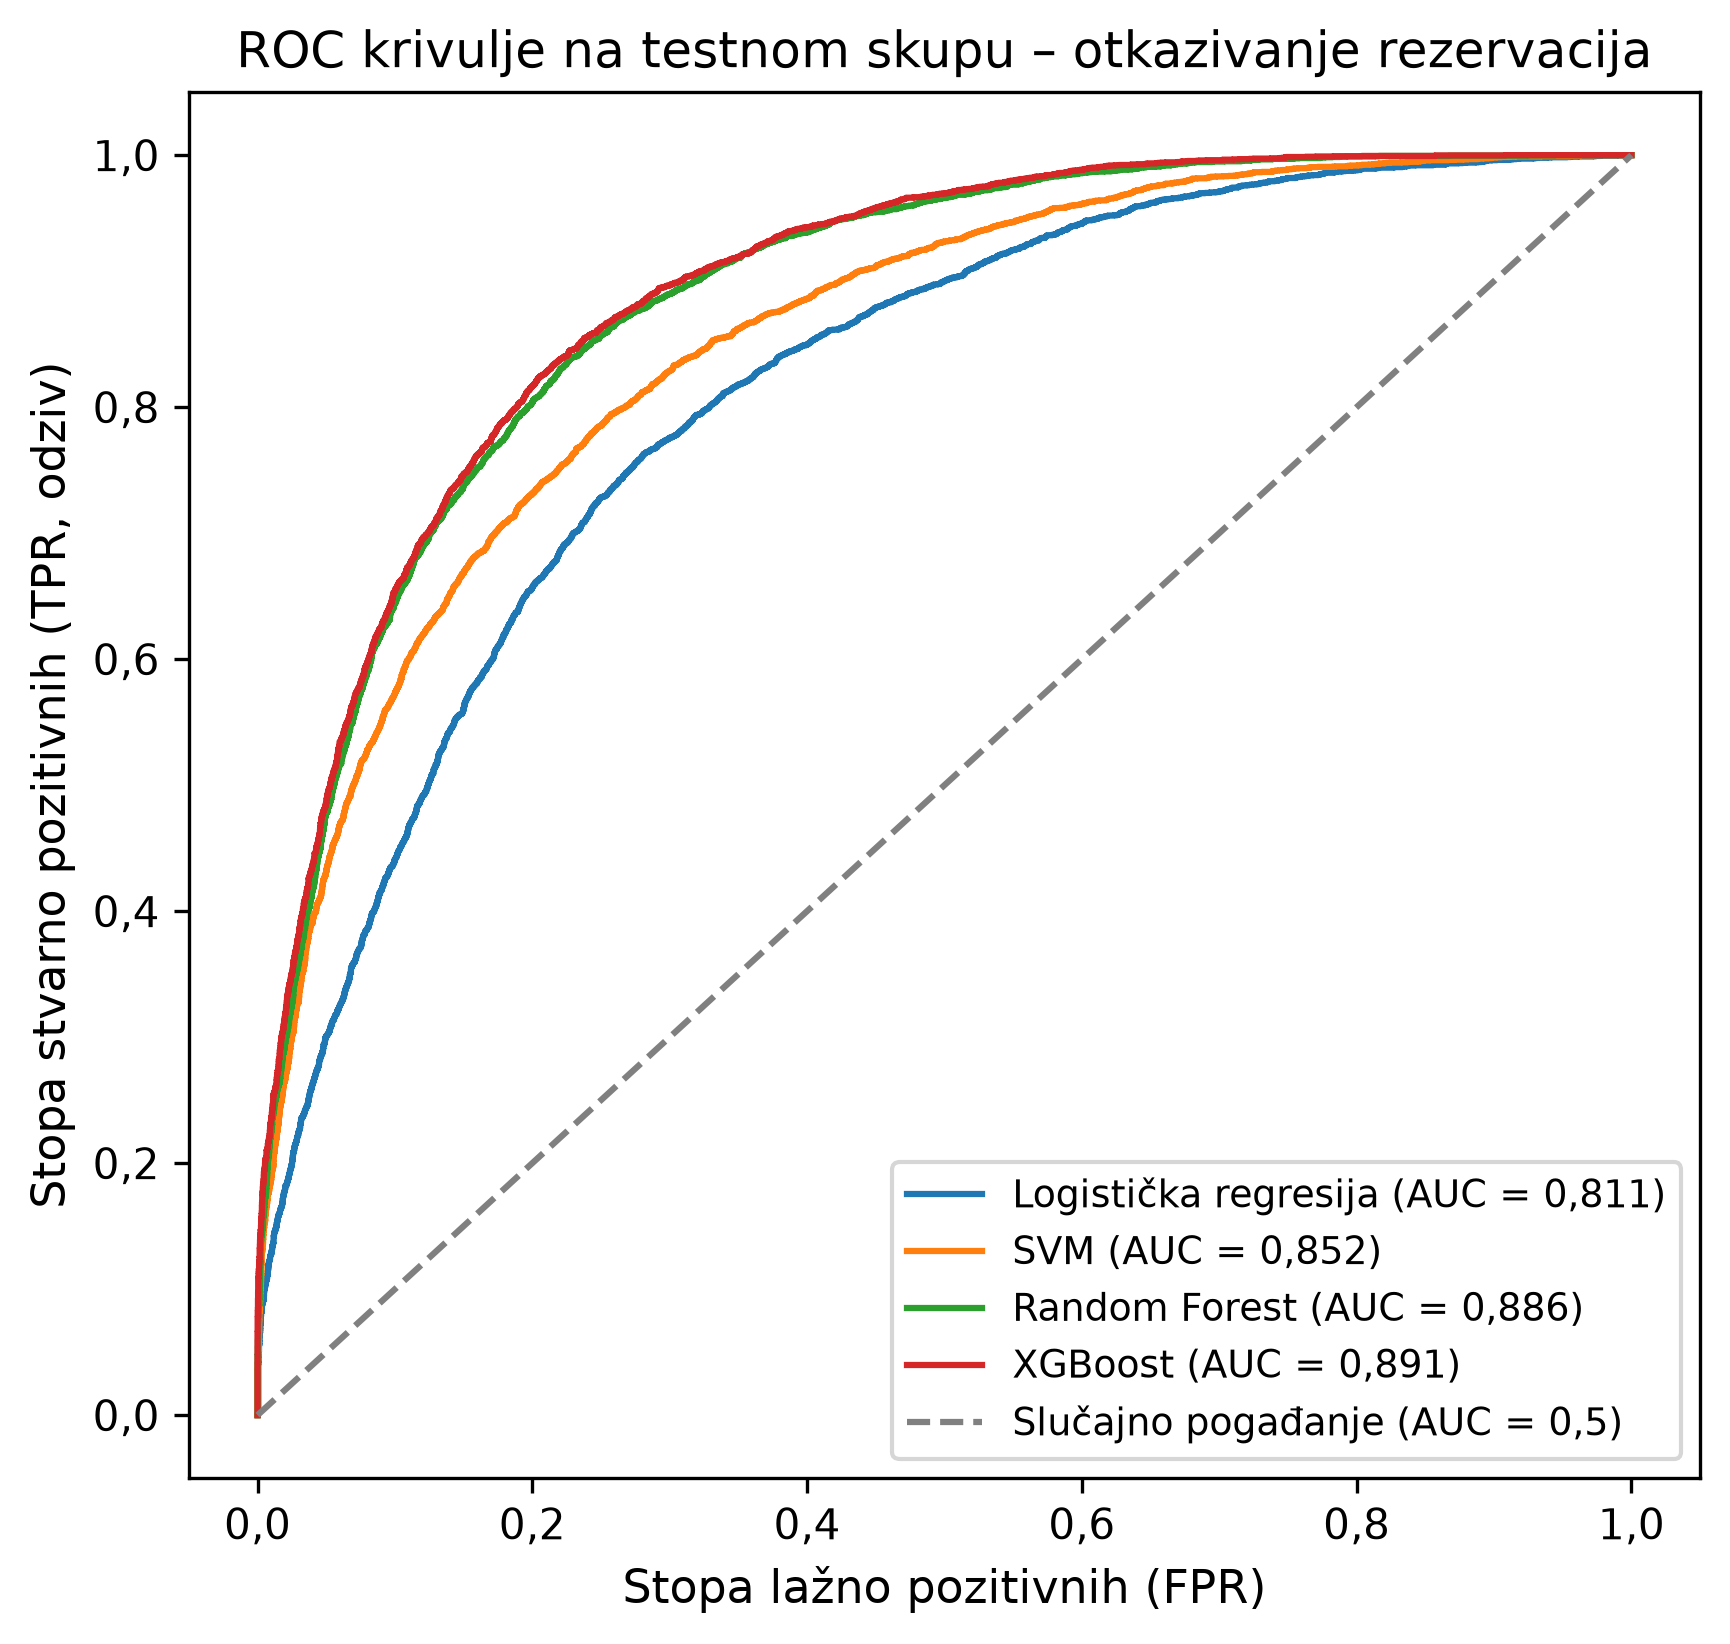 ROC krivulje na testnom skupu – otkazivanje rezervacija
Stopa stvarno pozitivnih (TPR, odziv)
1,0
0,8
0,6
0,4
0,2
0,0
Logistička regresija (AUC = 0,811)
SVM (AUC = 0,852)
Random Forest (AUC = 0,886)
XGBoost (AUC = 0,891)
Slučajno pogađanje (AUC = 0,5)
0,0 0,2 0,4 0,6 0,8 1,0
Stopa lažno pozitivnih (FPR)